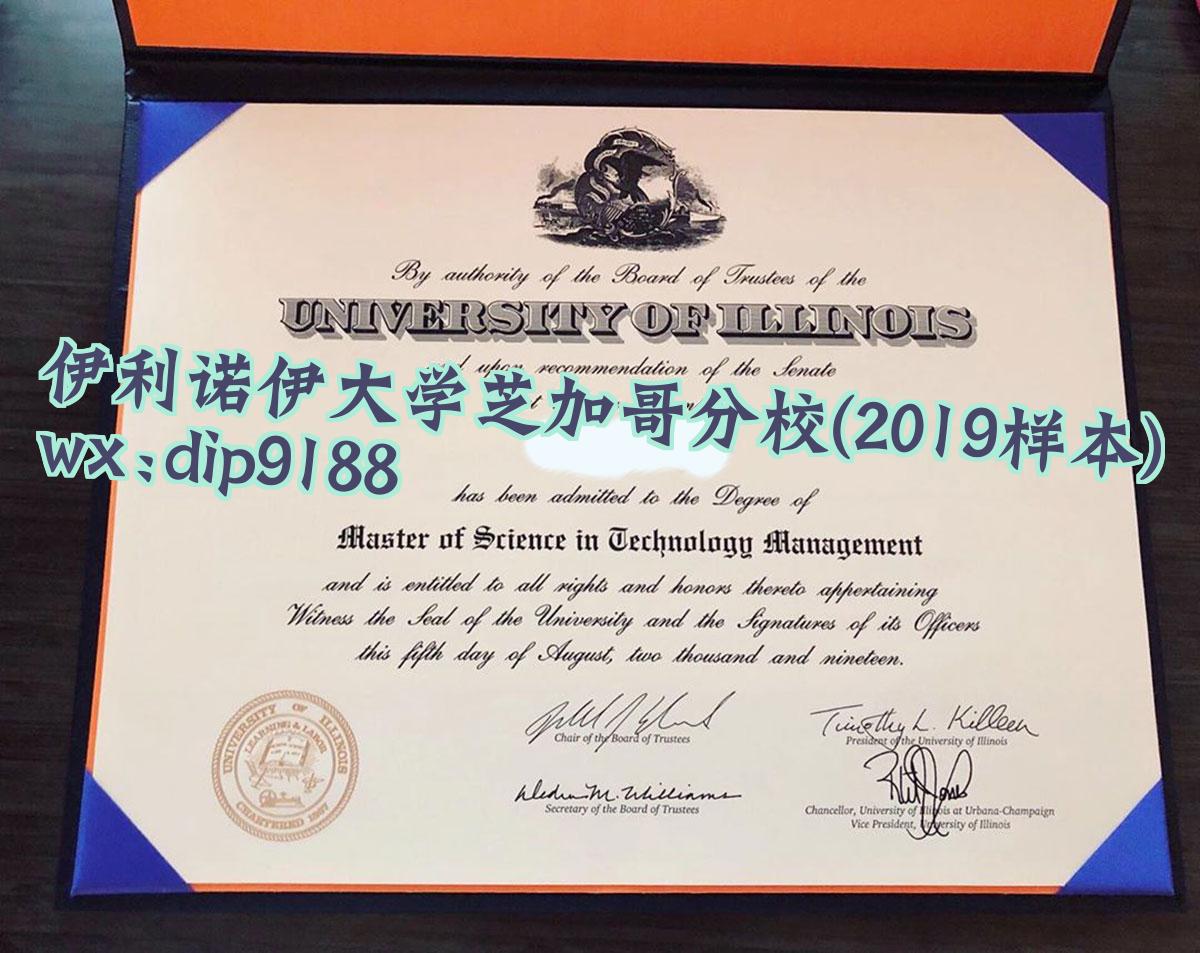 By authority of the Board of Trustees of the
UNIVERSITY OF ILLINOIS
upon recommendation of the Senate
伊利诺伊大学芝加哥分校(2019样本)
wx:dip9188
has been admitted to the Degree of
Master of Science in Technology Management
and is entitled to all rights and honors thereto appertaining
Witness the Seal of the University and the Signatures of its Officers
this fifth day of August, two thousand and nineteen.
UNIVERSITY OF ILLINOIS
LEARNING & LABOR
CHARTERED 1867
Chair of the Board of Trustees
Timothy L. Killeen
President of the University of Illinois
Secretary of the Board of Trustees
Chancellor, University of Illinois at Urbana-Champaign
Vice President, University of Illinois